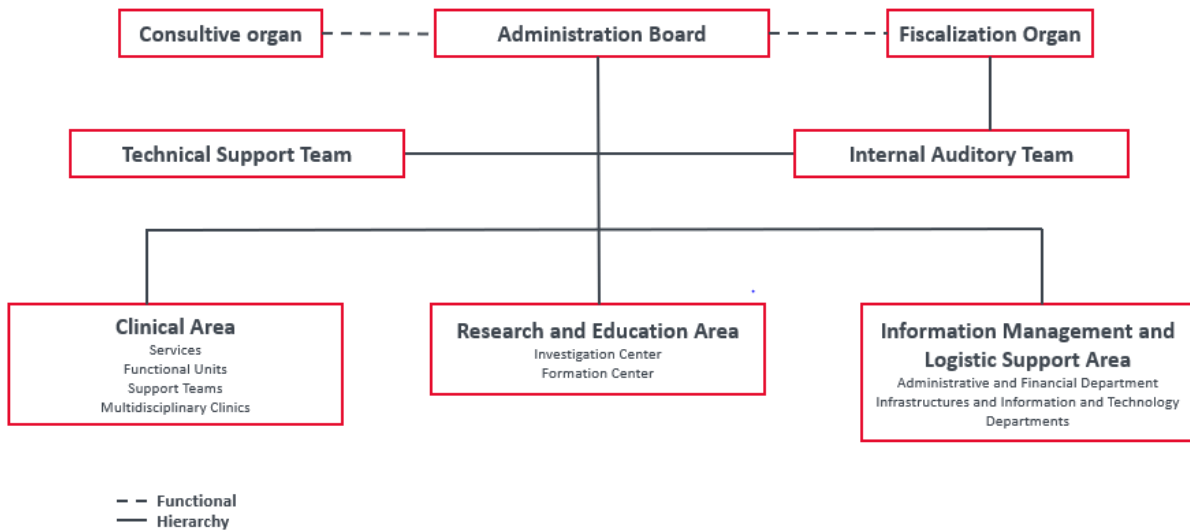 Consultive organ
Administration Board
Fiscalization Organ
Technical Support Team
Internal Auditory Team
Clinical Area
Services
Functional Units
Support Teams
Multidisciplinary Clinics
Research and Education Area
Investigation Center
Formation Center
Information Management and
Logistic Support Area
Administrative and Financial Department
Infrastructures and Information and Technology
Departments
Functional
Hierarchy